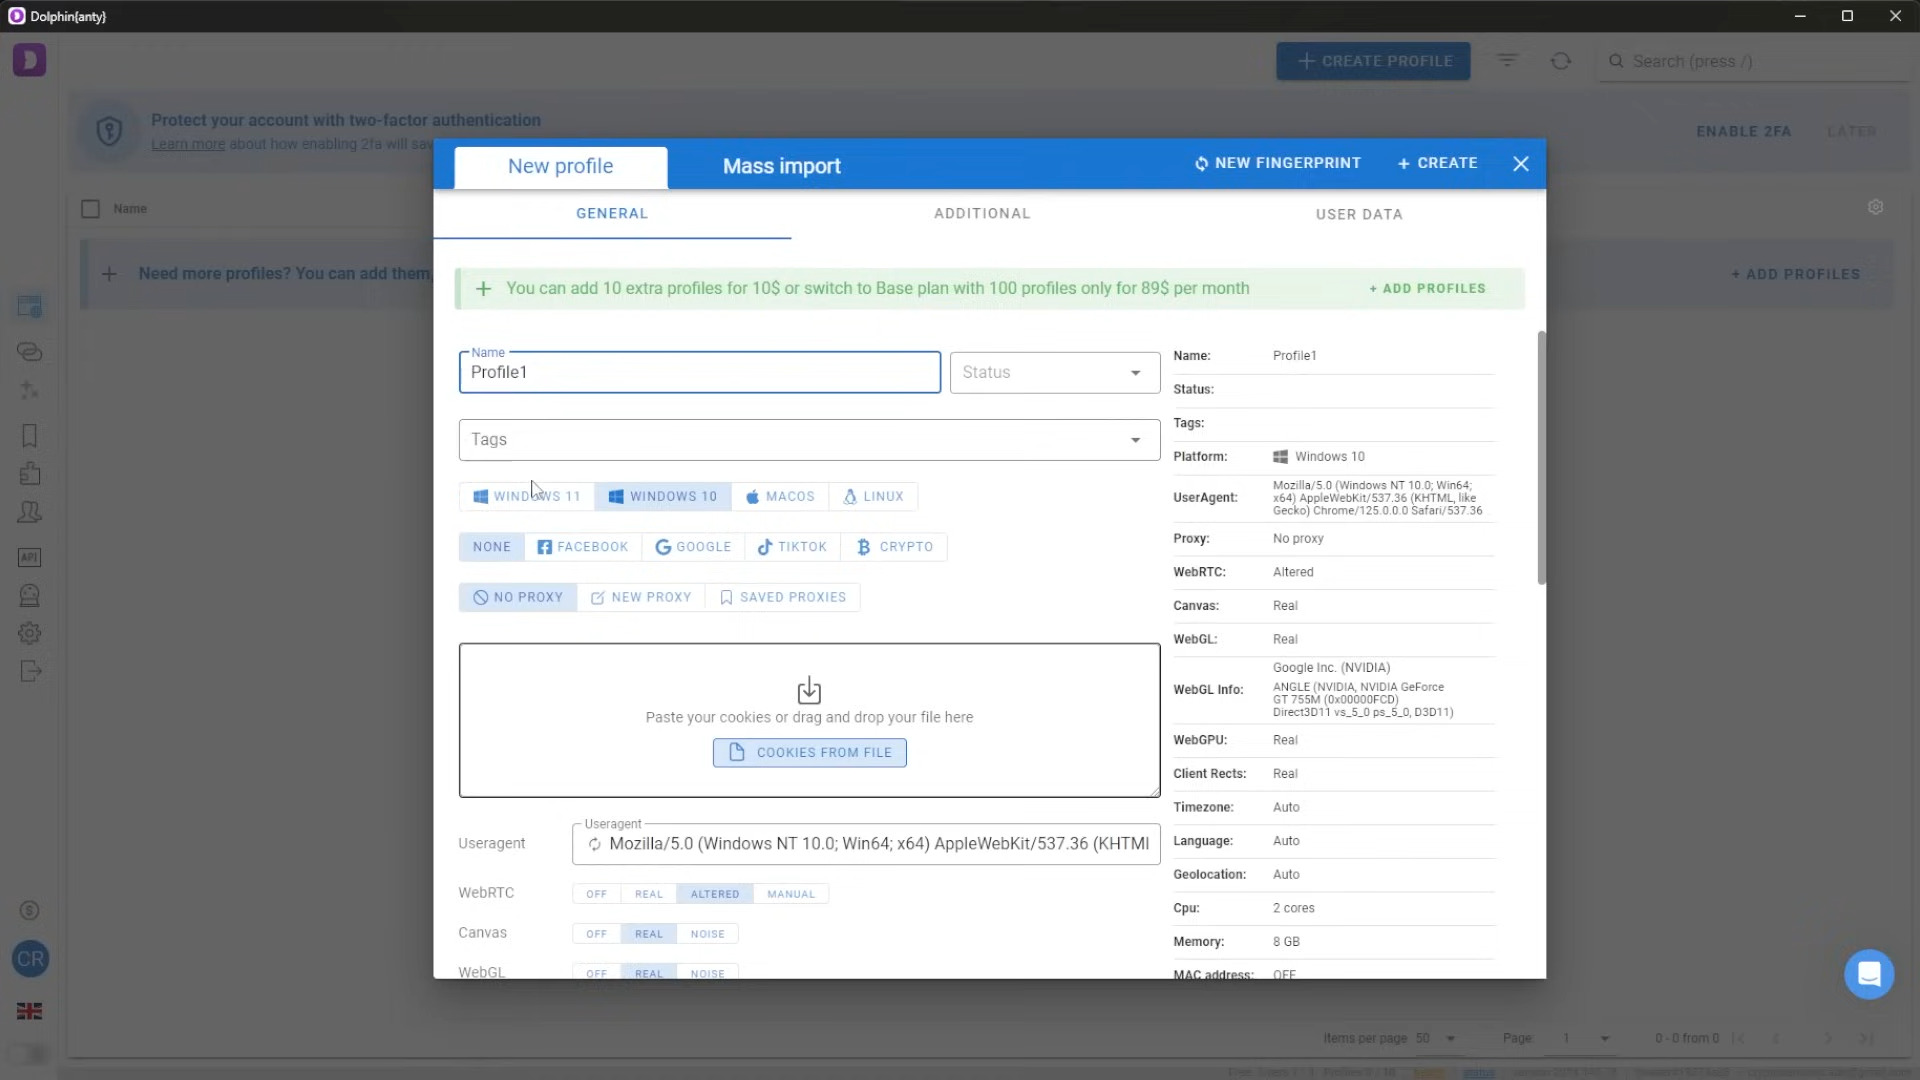 Dolphin{anty}
CREATE PROFILE
Search (press /)
Protect your account with two-factor authentication
Learn more about how enabling 2fa will sav
ENABLE 2FA
LATER
New profile
Mass import
NEW FINGERPRINT
+ CREATE
Name
GENERAL
ADDITIONAL
USER DATA
+ Need more profiles? You can add them,
+ ADD PROFILES
+ You can add 10 extra profiles for 10$ or switch to Base plan with 100 profiles only for 89$ per month
+ ADD PROFILES
Name
Profile1
Status
Tags
WINDOWS 11
WINDOWS 10
MACOS
LINUX
NONE
FACEBOOK
GOOGLE
TIKTOK
CRYPTO
NO PROXY
NEW PROXY
SAVED PROXIES
Paste your cookies or drag and drop your file here
COOKIES FROM FILE
Useragent
Useragent
Mozilla/5.0 (Windows NT 10.0; Win64; x64) AppleWebKit/537.36 (KHTMl
WebRTC
OFF
REAL
ALTERED
MANUAL
Canvas
OFF
REAL
NOISE
WebGL
OFF
REAL
NOISE
Name: Profile1
Status:
Tags:
Platform: Windows 10
UserAgent: Mozilla/5.0 (Windows NT 10.0; Win64;
x64) AppleWebKit/537.36 (KHTML, like
Gecko) Chrome/125.0.0.0 Safari/537.36
Proxy: No proxy
WebRTC: Altered
Canvas: Real
WebGL: Real
WebGL Info: Google Inc. (NVIDIA)
ANGLE (NVIDIA, NVIDIA GeForce
GT 755M (0x00000FCD)
Direct3D11 vs_5_0 ps_5_0, D3D11)
WebGPU: Real
Client Rects: Real
Timezone: Auto
Language: Auto
Geolocation: Auto
Cpu: 2 cores
Memory: 8 GB
MAC address: OFF
API
CR
Items per page 50
Page: 1
0 - 0 from 0